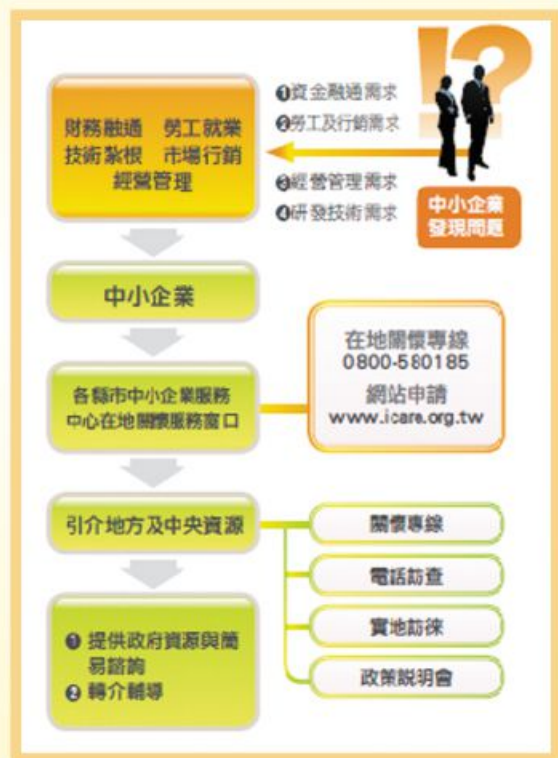 !?
①資金融通需求
②勞工及行銷需求
③經營管理需求
④研發技術需求
中小企業
發現問題
財務融通 勞工就業
技術紮根 市場行銷
經營管理
中小企業
各縣市中小企業服務
中心在地關懷服務窗口
在地關懷專線
0800-580185
網站申請
www.icare.org.tw
引介地方及中央資源
關懷專線
電話訪查
實地訪徠
政策說明會
① 提供政府資源與簡
易諮詢
② 轉介輔導